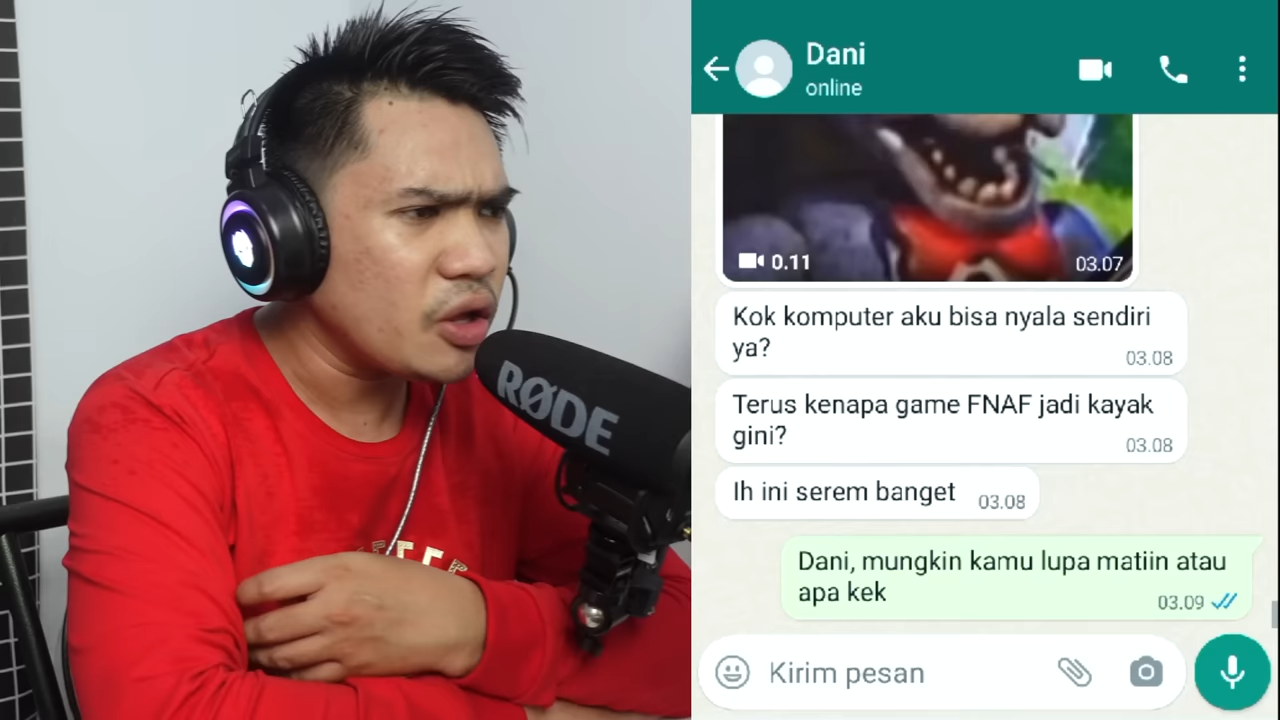 RØDE
Dani
online
0.11
03.07
Kok komputer aku bisa nyala sendiri
ya?
03.08
Terus kenapa game FNAF jadi kayak
gini?
03.08
Ih ini serem banget
03.08
Dani, mungkin kamu lupa matiin atau
apa kek
03.09
Kirim pesan